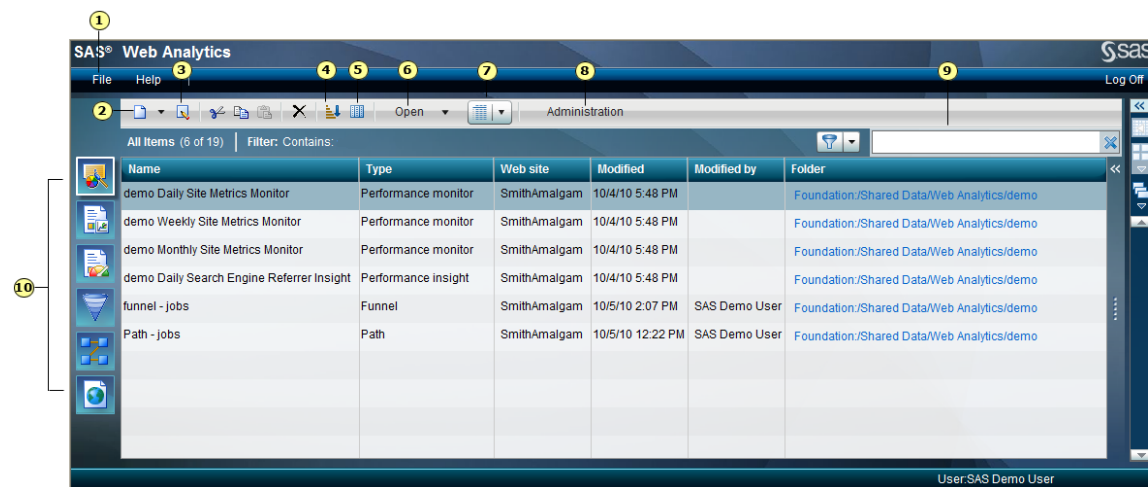 1
SAS® Web Analytics
sas
3 4 5 6 7 8 9
File Help
Log Off
2
Open
Administration
All Items (6 of 19) Filter: Contains:
Name Type Web site Modified Modified by Folder
demo Daily Site Metrics Monitor Performance monitor SmithAmalgam 10/4/10 5:48 PM Foundation:/Shared Data/Web Analytics/demo
demo Weekly Site Metrics Monitor Performance monitor SmithAmalgam 10/4/10 5:48 PM Foundation:/Shared Data/Web Analytics/demo
demo Monthly Site Metrics Monitor Performance monitor SmithAmalgam 10/4/10 5:48 PM Foundation:/Shared Data/Web Analytics/demo
demo Daily Search Engine Referrer Insight Performance insight SmithAmalgam 10/4/10 5:48 PM Foundation:/Shared Data/Web Analytics/demo
10
funnel - jobs Funnel SmithAmalgam 10/5/10 2:07 PM SAS Demo User Foundation:/Shared Data/Web Analytics/demo
Path - jobs Path SmithAmalgam 10/5/10 12:22 PM SAS Demo User Foundation:/Shared Data/Web Analytics/demo
User:SAS Demo User